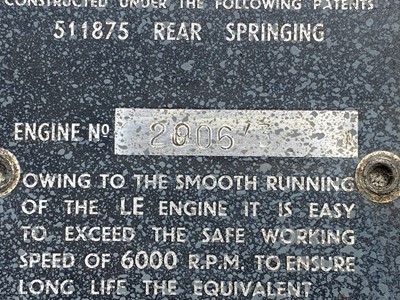 CONSTRUCTED UNDER THE FOLLOWING PATENTS
511875 REAR SPRINGING
ENGINE Nº 2006'
OWING TO THE SMOOTH RUNNING
OF THE LE ENGINE IT IS EASY
TO EXCEED THE SAFE WORKING
SPEED OF 6000 R.P.M. TO ENSURE
LONG LIFE THE EQUIVALENT